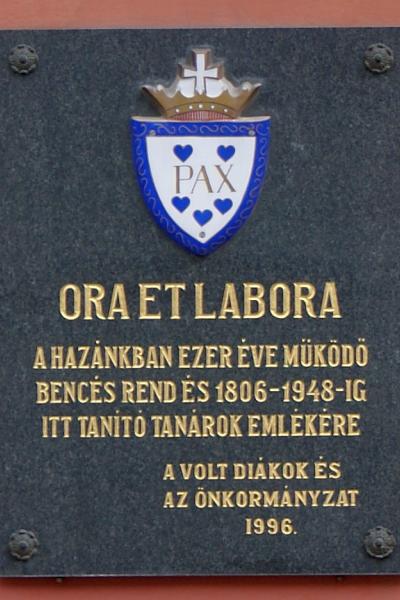 PAX
ORA ET LABORA
A HAZÁNKBAN EZER ÉVE MŰKÖDŐ
BENCÉS REND ÉS 1806-1948-IG
ITT TANÍTÓ TANÁROK EMLÉKÉRE
A VOLT DIÁKOK ÉS
AZ ÖNKORMÁNYZAT
1996.